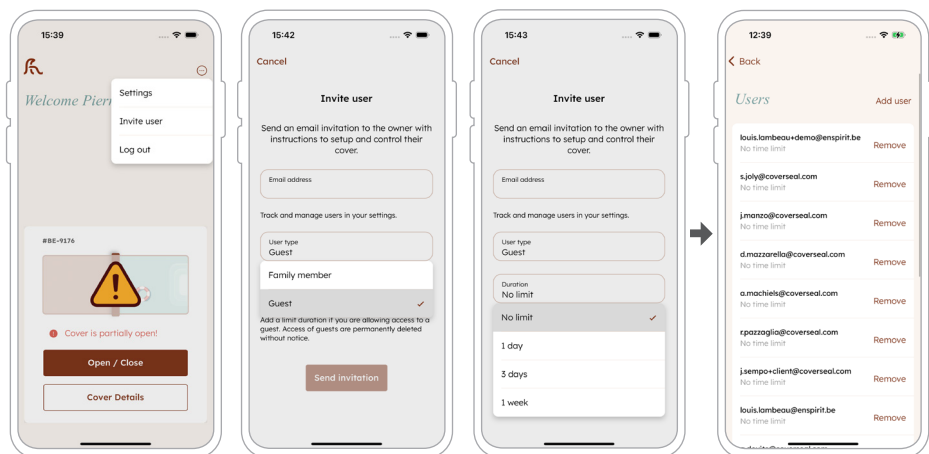 15:39
Welcome Pierr
Settings
Invite user
Log out
#BE-9176
Cover is partially open!
Open / Close
Cover Details
15:42
Cancel
Invite user
Send an email invitation to the owner with
instructions to setup and control their
cover.
Email address
Track and manage users in your settings.
User type
Guest
Family member
Guest
Add a limit duration if you are allowing access to a
guest. Access of guests are permanently deleted
without notice.
Send invitation
15:43
Cancel
Invite user
Send an email invitation to the owner with
instructions to setup and control their
cover.
Email address
Track and manage users in your settings.
User type
Guest
Duration
No limit
No limit
1 day
3 days
1 week
12:39
Back
Users
Add user
louis.lambeau+demo@enspirit.be
No time limit
Remove
s.joly@coverseal.com
No time limit
Remove
j.manzo@coverseal.com
No time limit
Remove
d.mazzarella@coverseal.com
No time limit
Remove
a.machiels@coverseal.com
No time limit
Remove
r.pazzaglia@coverseal.com
No time limit
Remove
j.sempo+client@coverseal.com
No time limit
Remove
louis.lambeau@enspirit.be
No time limit
Remove